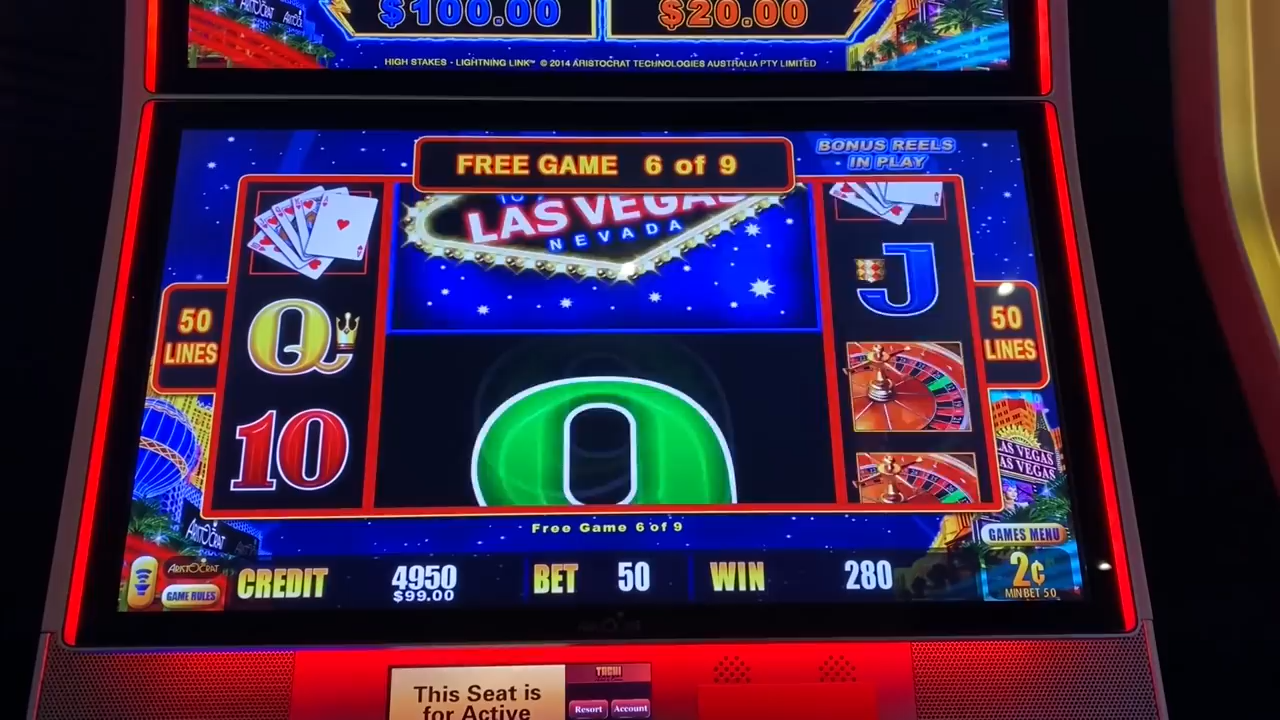 $100.00 $20.00
HIGH STAKES - LIGHTNING LINK™ © 2014 ARISTOCRAT TECHNOLOGIES AUSTRALIA PTY LIMITED
FREE GAME 6 of 9
BONUS REELS
IN PLAY
LAS VEGAS
NEVADA
J
50
LINES
50
LINES
Q
10
LAS VEGAS
LAS VEGAS
Free Game 6 of 9
ARISTOCRAT
GAMES MENU
ARISTOCRAT
GAME RULES
CREDIT 4950
$99.00
BET 50
WIN 280
2¢
MIN BET 50
This Seat is
for Active
TACHI
Resort Account